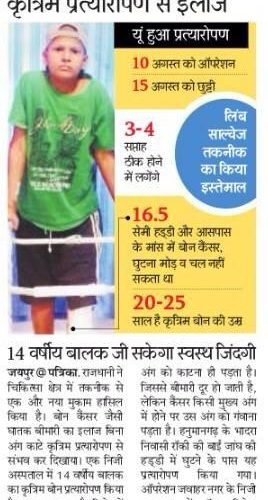 कृत्रिम प्रत्यारोपण से इलाज
यूं हुआ प्रत्यारोपण
10 अगस्त को ऑपरेशन
15 अगस्त को छुट्टी
3-4
सप्ताह
ठीक होने
में लगेंगे
लिंब
साल्वेज
तकनीक
का किया
इस्तेमाल
16.5
सेमी हड्डी और आसपास
के मांस में बोन कैंसर,
घुटना मोड़ व चल नहीं
सकता था
20-25
साल है कृत्रिम बोन की उम्र
14 वर्षीय बालक जी सकेगा स्वस्थ जिंदगी
जयपुर @ पत्रिका. राजधानी ने
चिकित्सा क्षेत्र में तकनीक से
एक और नया मुकाम हासिल
किया है। बोन कैंसर जैसी
घातक बीमारी का इलाज बिना
अंग काटे कृत्रिम प्रत्यारोपण से
संभव कर दिखाया। एक निजी
अस्पताल में 14 वर्षीय बालक
का कृत्रिम बोन प्रत्यारोपण किया
अंग को काटना ही पड़ता है।
जिससे बीमारी दूर हो जाती है,
लेकिन कैंसर किसी मुख्य अंग
में होने पर उस अंग को गंवाना
पड़ता है। हनुमानगढ़ के भादरा
निवासी रॉकी की बाईं जांघ की
हड्डी में घुटने के पास यह
प्रत्यारोपण किया गया।
ऑपरेशन जवाहर नगर के निजी